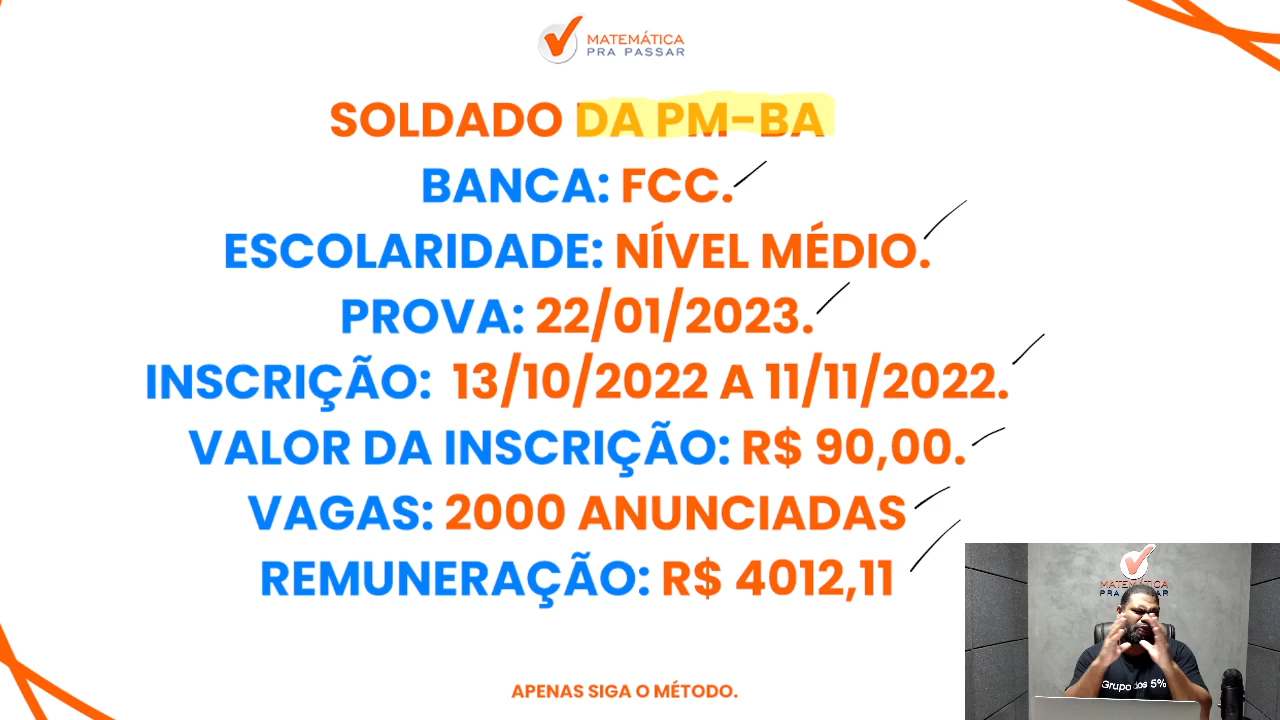 MATEMÁTICA
PRA PASSAR
SOLDADO DA PM-BA
BANCA: FCC.
ESCOLARIDADE: NÍVEL MÉDIO.
PROVA: 22/01/2023.
INSCRIÇÃO: 13/10/2022 A 11/11/2022.
VALOR DA INSCRIÇÃO: R$ 90,00.
VAGAS: 2000 ANUNCIADAS
REMUNERAÇÃO: R$ 4012,11
MATEMÁTICA
PRA PASSAR
Grupo dos 5%
APENAS SIGA O MÉTODO.